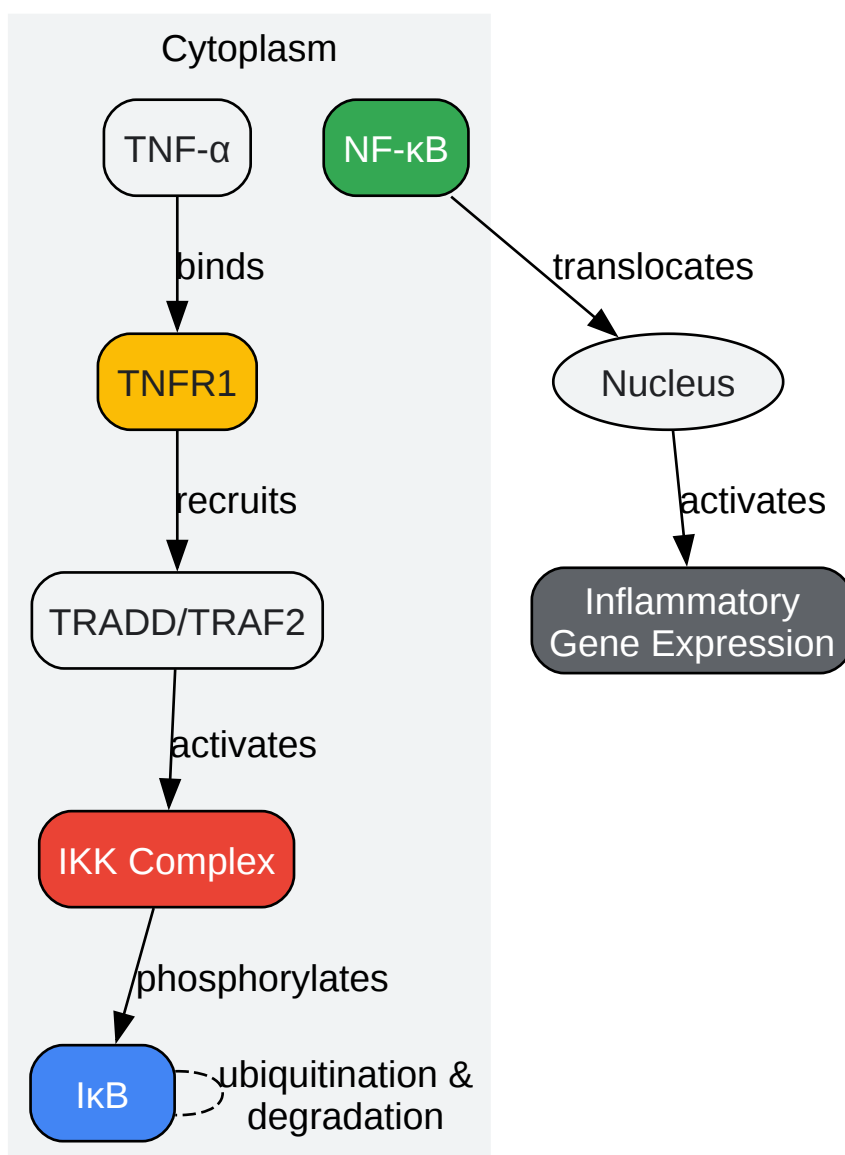 Cytoplasm
TNF-α
NF-κB
binds
translocates
TNFR1
Nucleus
recruits
activates
TRADD/TRAF2
Inflammatory
Gene Expression
activates
IKK Complex
phosphorylates
IκB
ubiquitination &
degradation